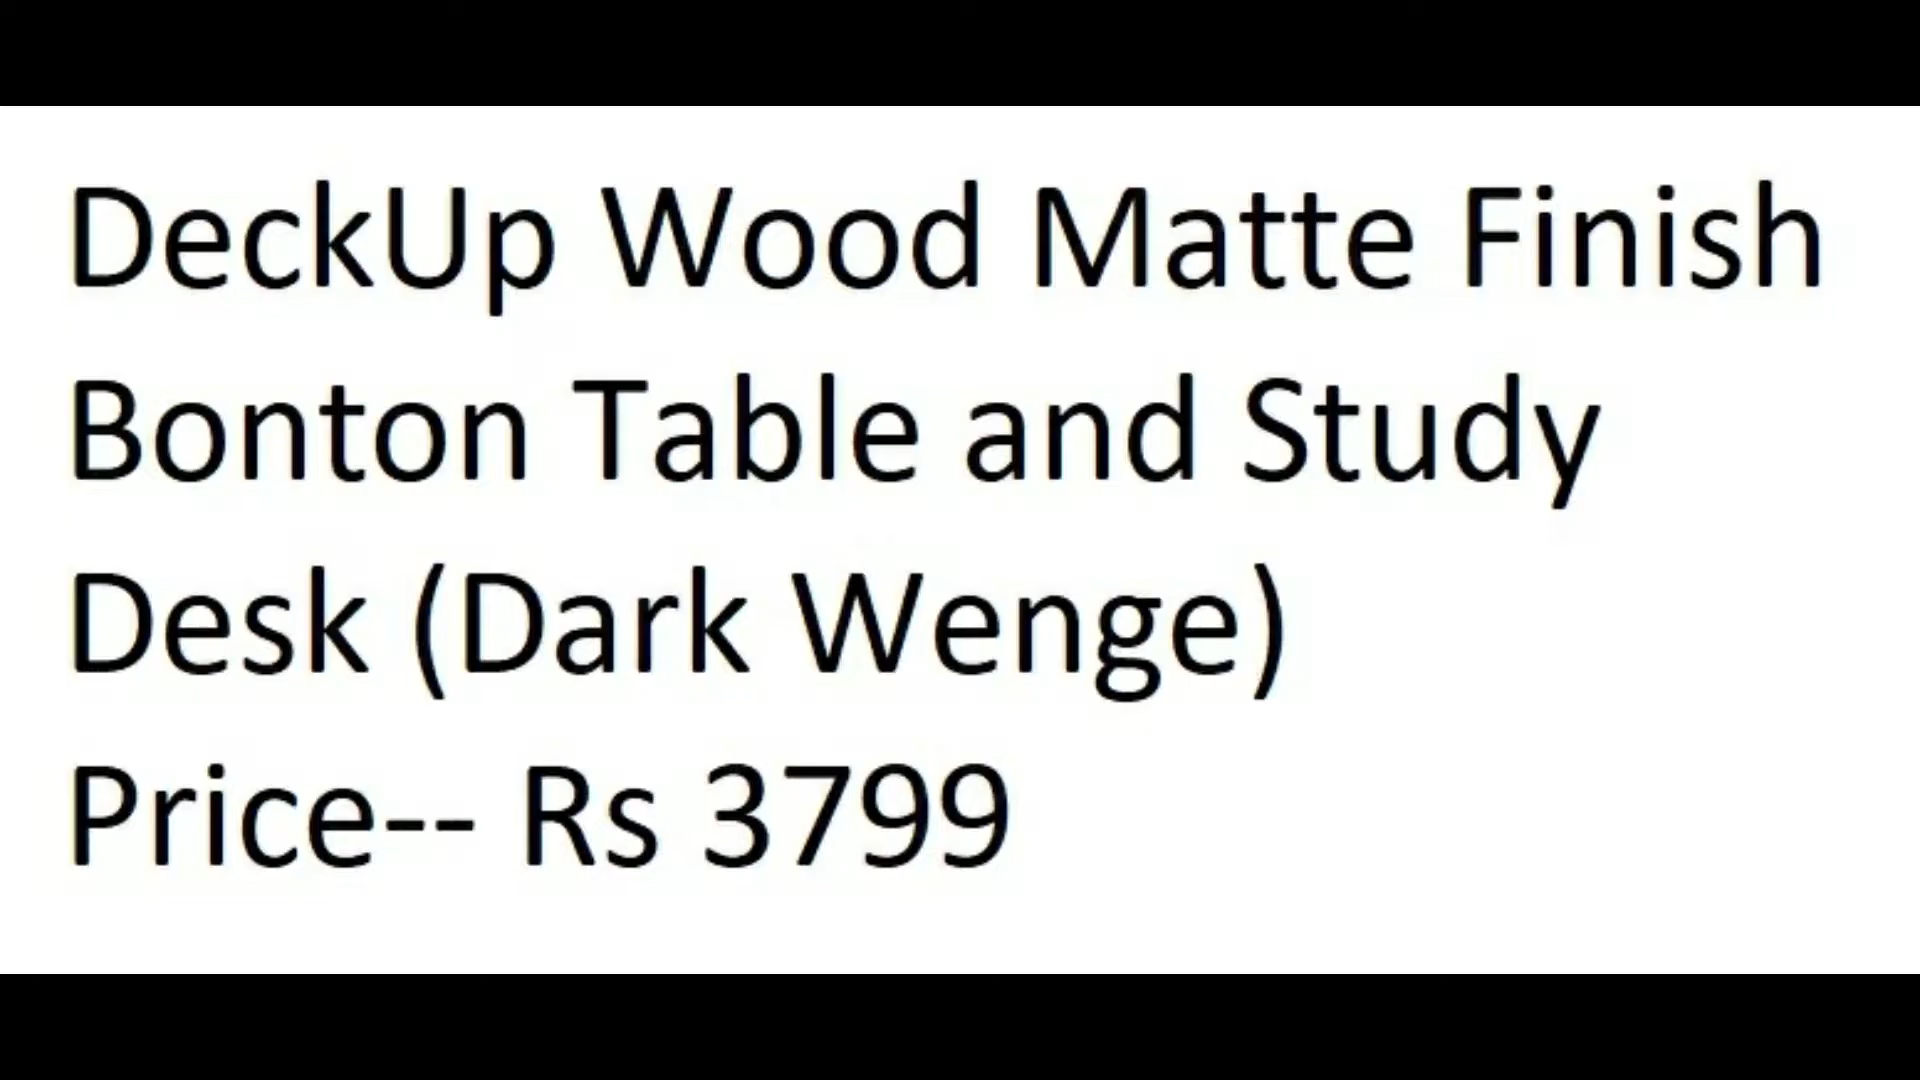 DeckUp Wood Matte Finish
Bonton Table and Study
Desk (Dark Wenge)
Price-- Rs 3799